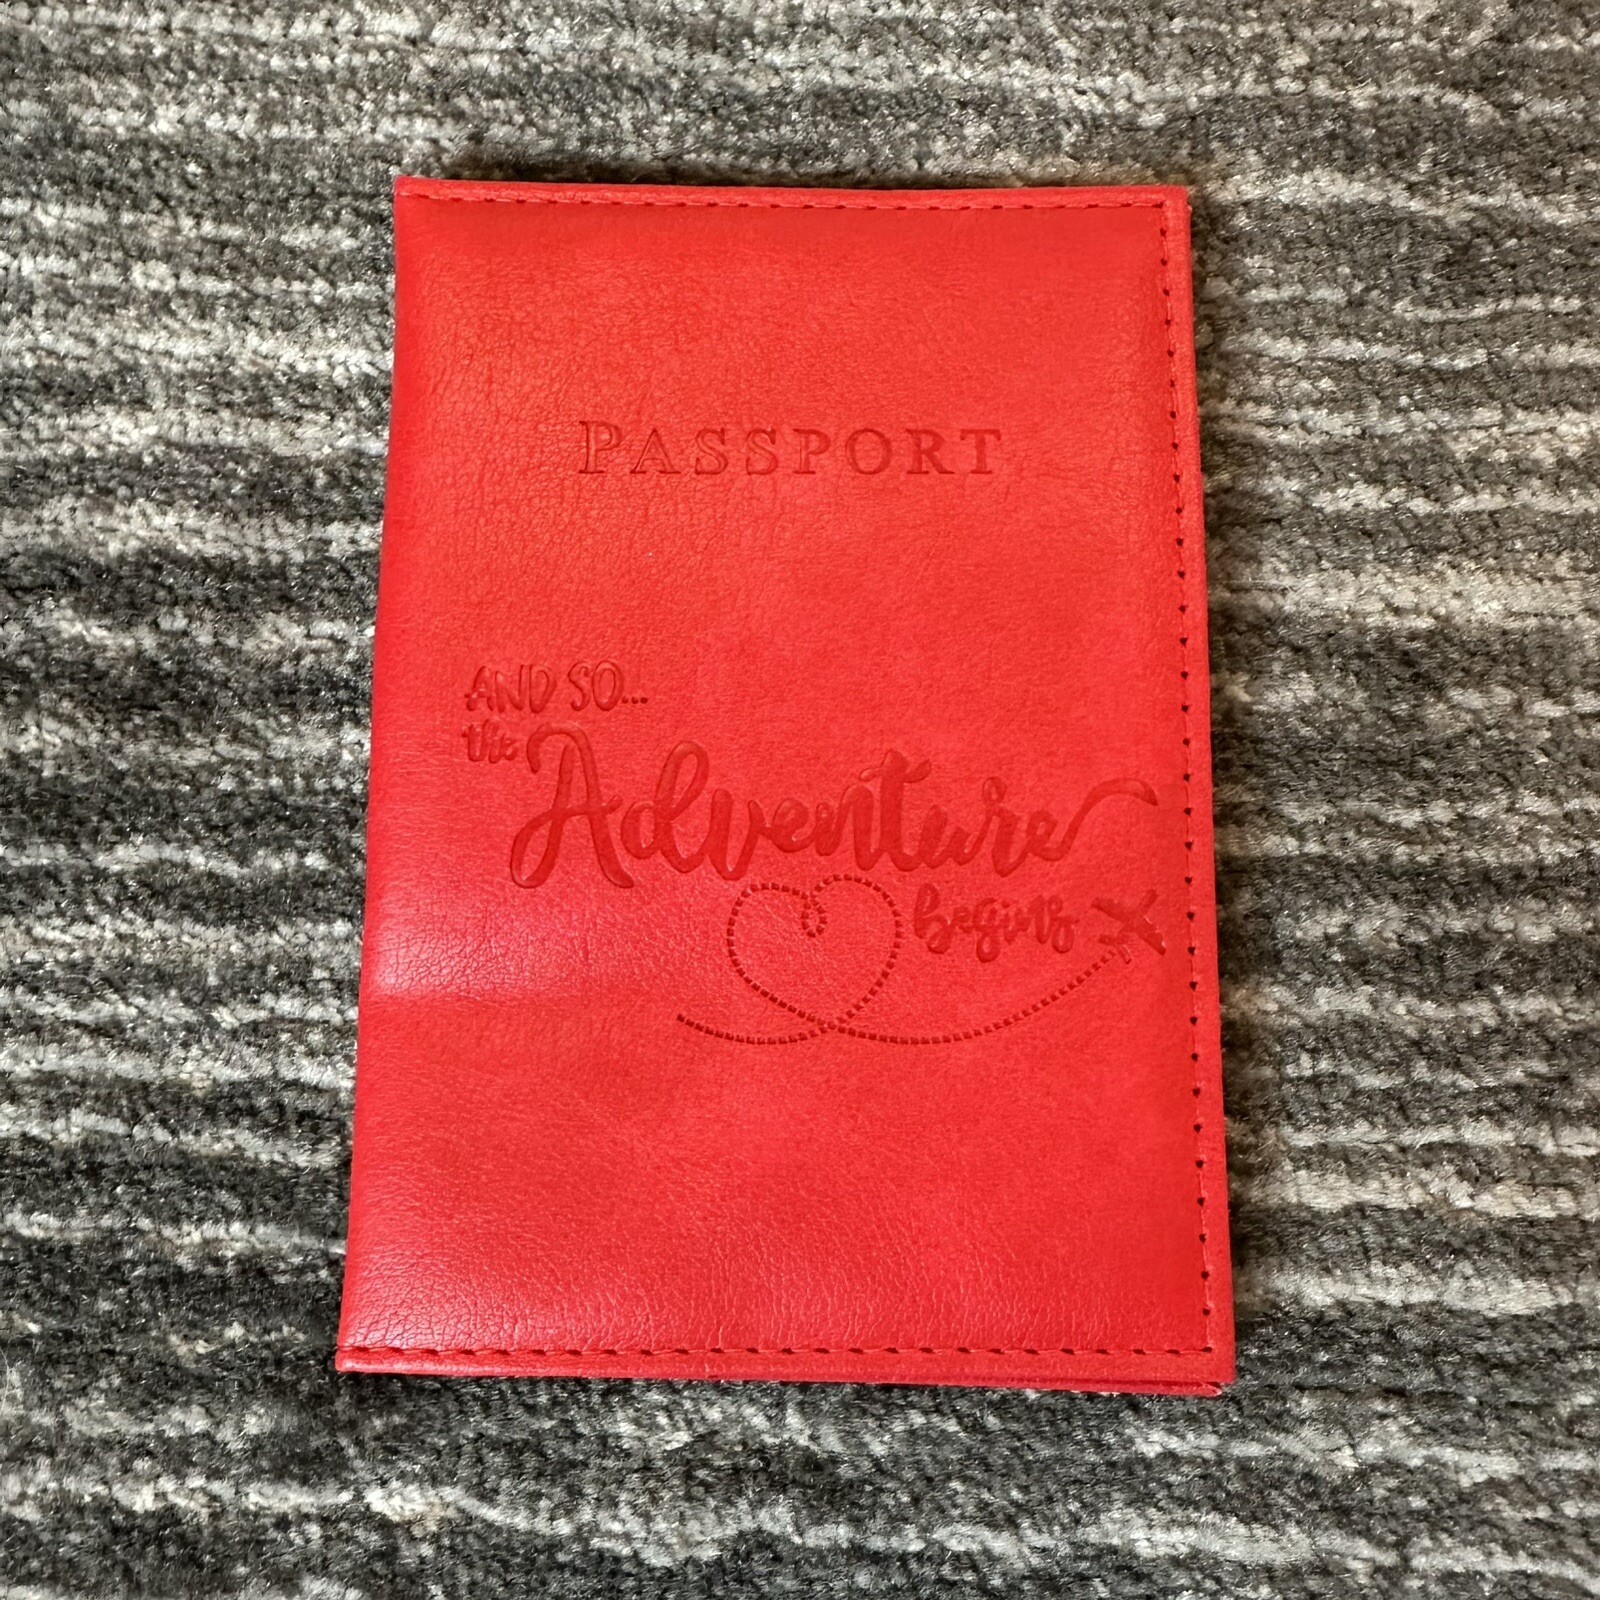 PASSPORT
AND SO...
the Adventure
begins